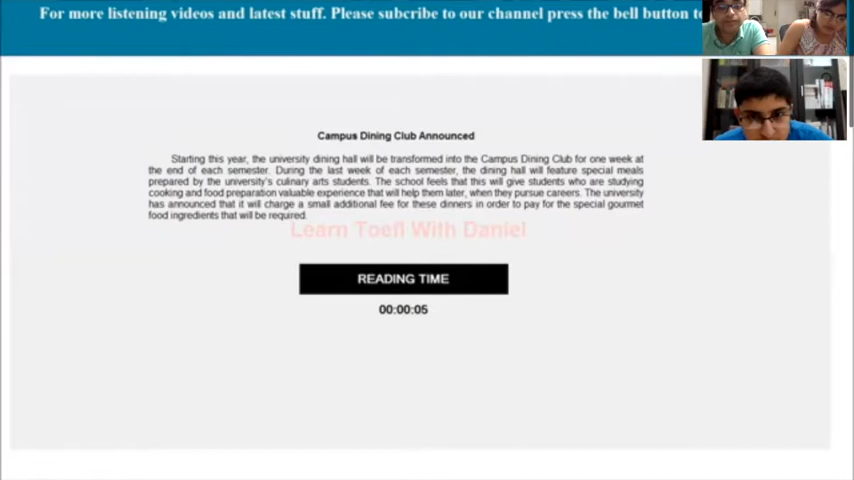 For more listening videos and latest stuff. Please subcribe to our channel press the bell button
Campus Dining Club Announced
Starting this year, the university dining hall will be transformed into the Campus Dining Club for one week at
the end of each semester. During the last week of each semester, the dining hall will feature special meals
prepared by the university's culinary arts students. The school feels that this will give students who are studying
cooking and food preparation valuable experience that will help them later, when they pursue careers. The university
has announced that it will charge a small additional fee for these dinners in order to pay for the special gourmet
food ingredients that will be required.
Learn Toefl With Daniel
READING TIME
00:00:05